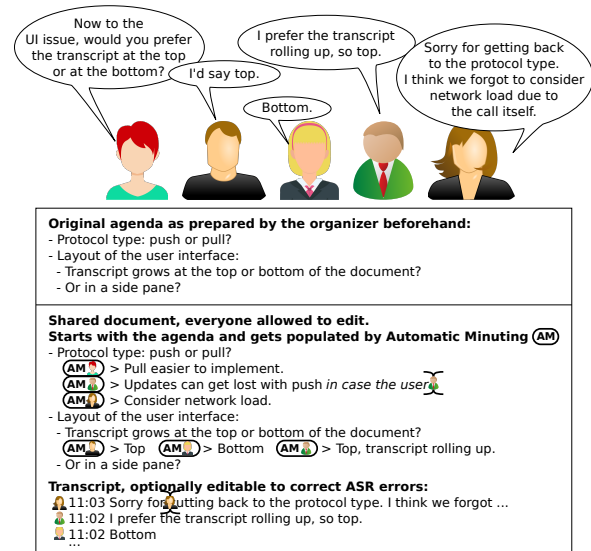 Now to the
UI issue, would you prefer
the transcript at the top
or at the bottom?
I'd say top.
Bottom.
I prefer the transcript
rolling up, so top.
Sorry for getting back
to the protocol type.
I think we forgot to consider
network load due to
the call itself.
Original agenda as prepared by the organizer beforehand:
- Protocol type: push or pull?
- Layout of the user interface:
- Transcript grows at the top or bottom of the document?
- Or in a side pane?
Shared document, everyone allowed to edit.
Starts with the agenda and gets populated by Automatic Minuting AM
- Protocol type: push or pull?
AM > Pull easier to implement.
AM > Updates can get lost with push in case the user
AM > Consider network load.
- Layout of the user interface:
- Transcript grows at the top or bottom of the document?
AM > Top AM > Bottom AM > Top, transcript rolling up.
- Or in a side pane?
Transcript, optionally editable to correct ASR errors:
11:03 Sorry for utting back to the protocol type. I think we forgot ...
11:02 I prefer the transcript rolling up, so top.
11:02 Bottom
...